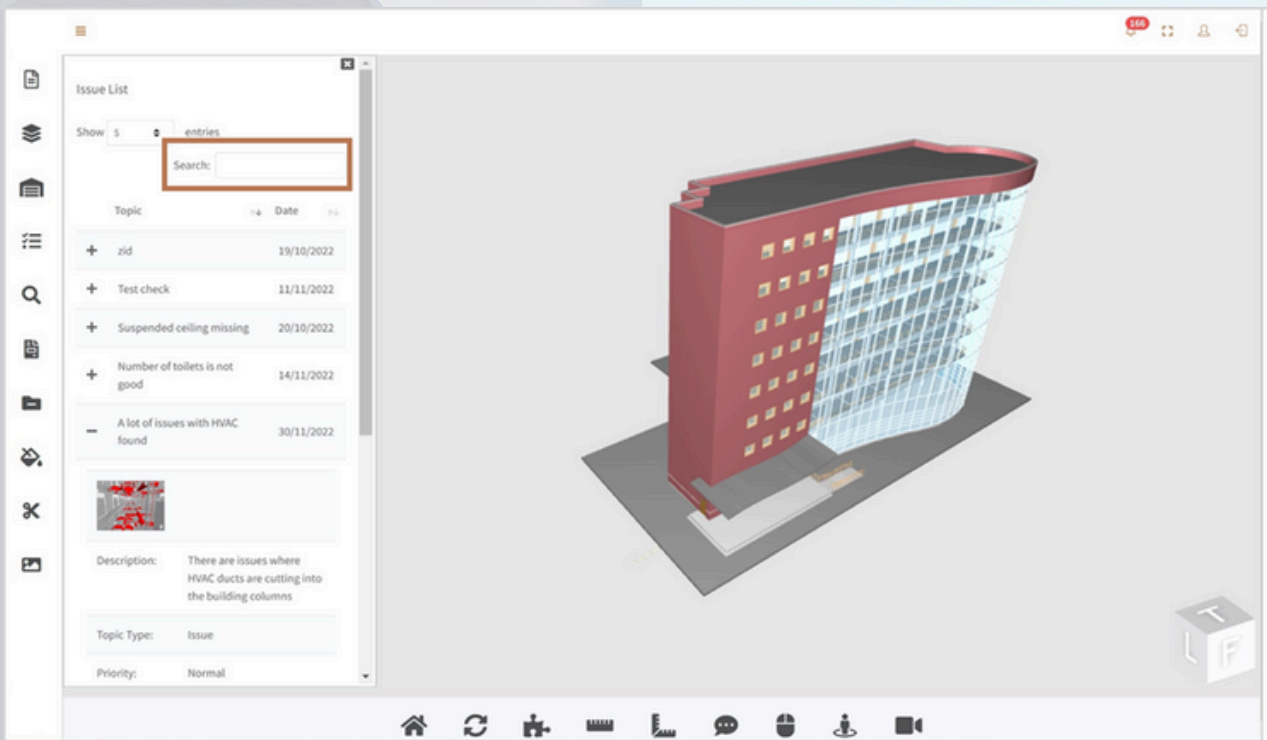 166
Issue List
Show 5 entries
Search:
Topic Date
zid 19/10/2022
Test check 11/11/2022
Suspended ceiling missing 20/10/2022
Number of toilets is not
good 14/11/2022
A lot of issues with HVAC
found 30/11/2022
Description: There are issues where
HVAC ducts are cutting into
the building columns
Topic Type: Issue
Priority: Normal
T
L F